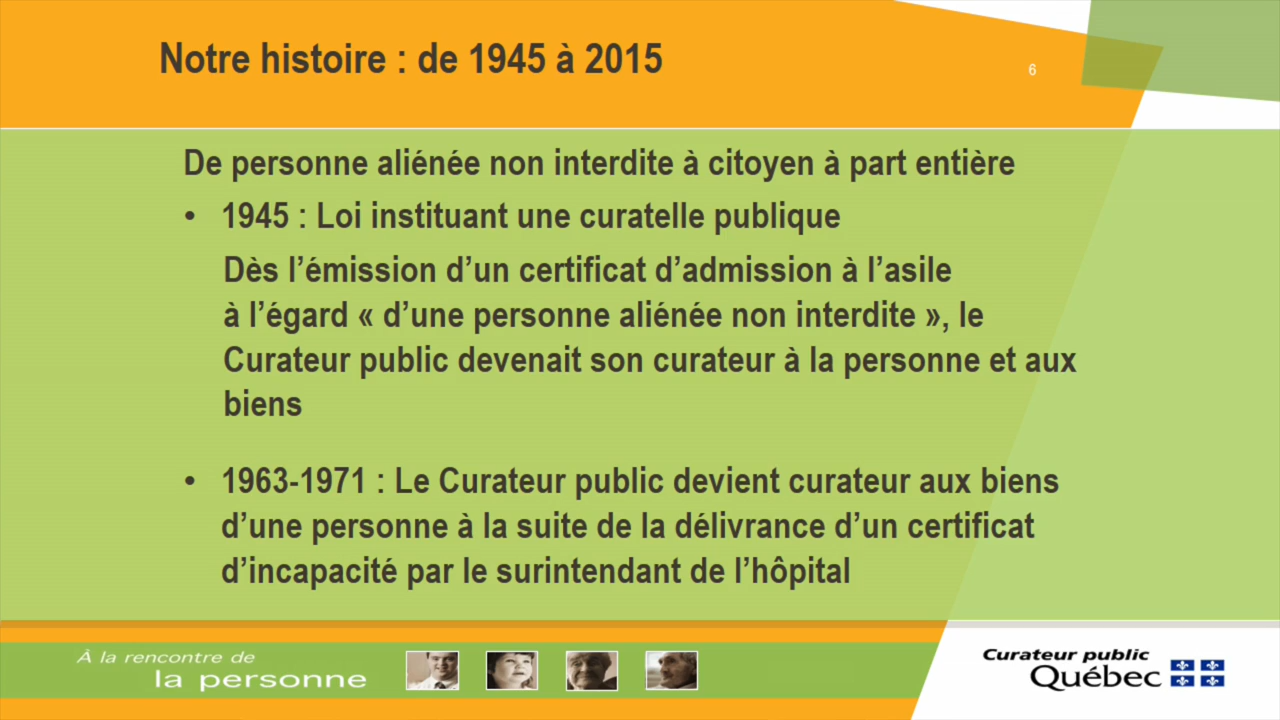 Notre histoire : de 1945 à 2015
6
De personne aliénée non interdite à citoyen à part entière
• 1945 : Loi instituant une curatelle publique
Dès l’émission d’un certificat d’admission à l’asile
à l’égard « d’une personne aliénée non interdite », le
Curateur public devenait son curateur à la personne et aux
biens
• 1963-1971 : Le Curateur public devient curateur aux biens
d’une personne à la suite de la délivrance d’un certificat
d’incapacité par le surintendant de l’hôpital
À la rencontre de
la personne
Curateur public
Québec